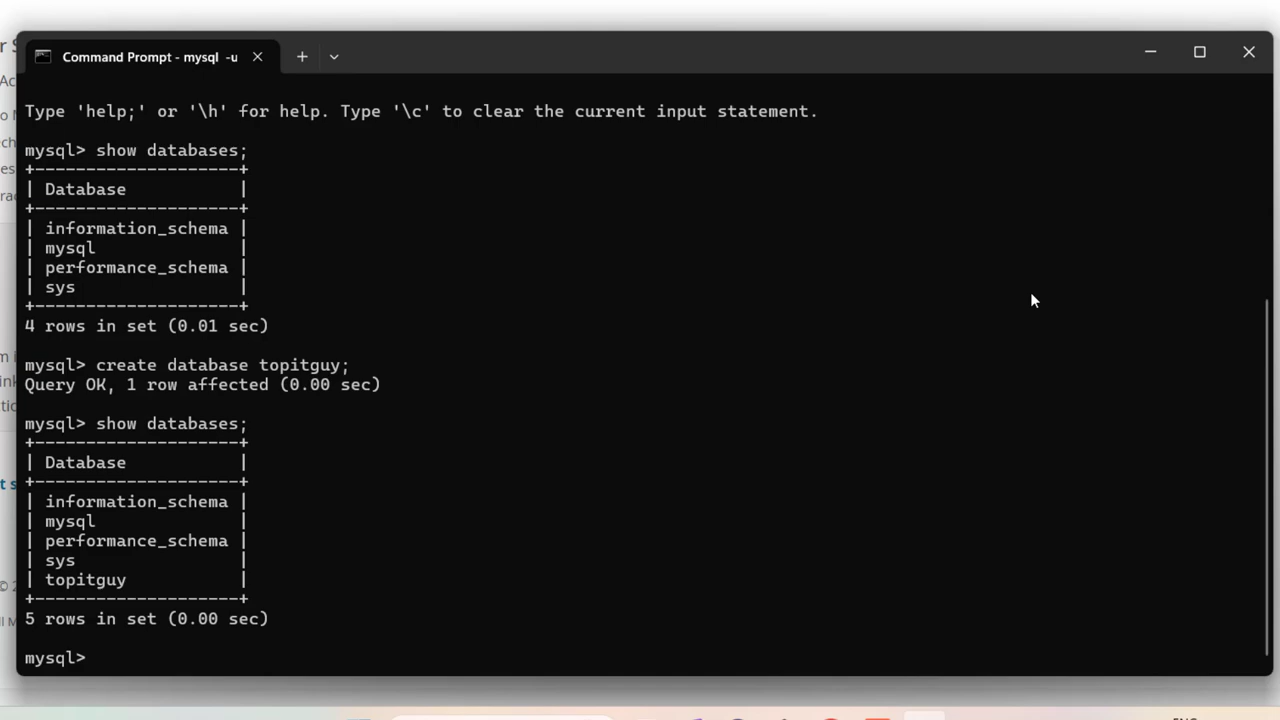 Command Prompt - mysql -u
Type 'help;' or '\h' for help. Type '\c' to clear the current input statement.
mysql> show databases;
+--------------------+
| Database           |
+--------------------+
| information_schema |
| mysql              |
| performance_schema |
| sys                |
+--------------------+
4 rows in set (0.01 sec)
mysql> create database topitguy;
Query OK, 1 row affected (0.00 sec)
mysql> show databases;
+--------------------+
| Database           |
+--------------------+
| information_schema |
| mysql              |
| performance_schema |
| sys                |
| topitguy           |
+--------------------+
5 rows in set (0.00 sec)
mysql>